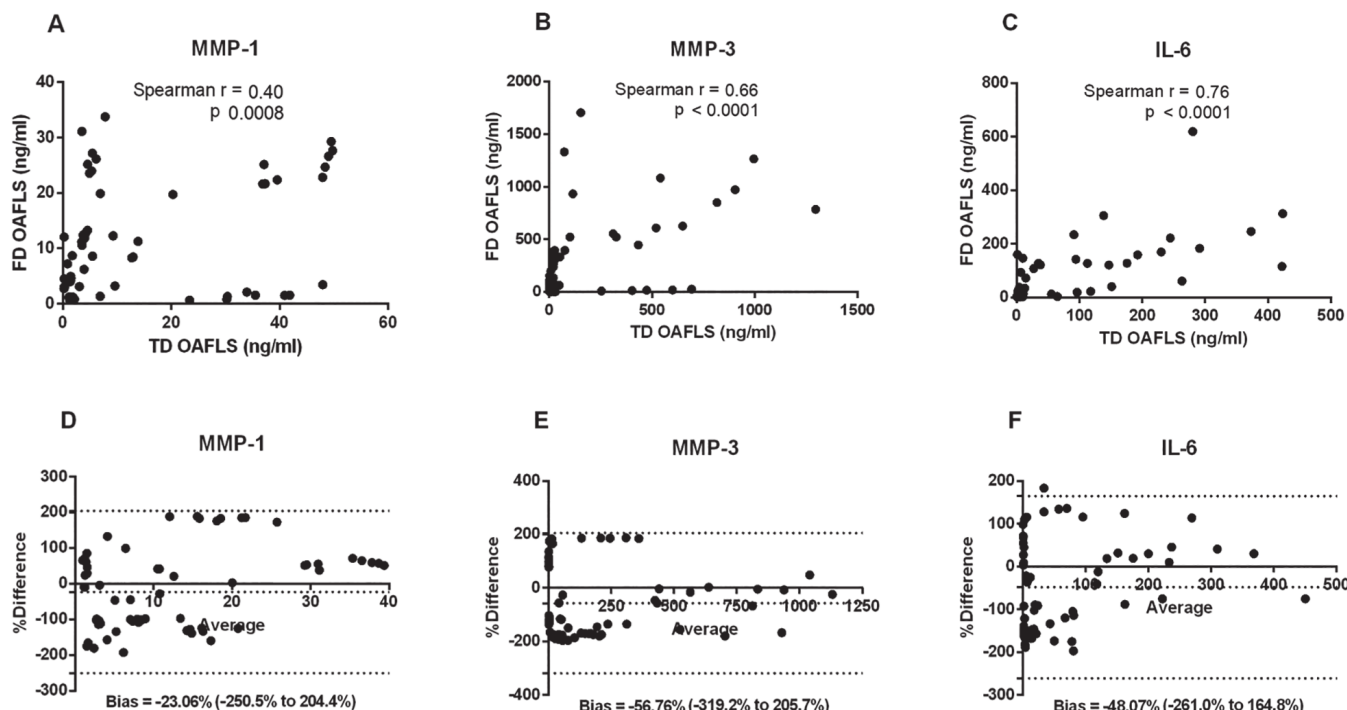 A
MMP-1
Spearman r = 0.40
p 0.0008
FD OAFLS (ng/ml)
40
30
20
10
0
0 20 40 60
TD OAFLS (ng/ml)
B
MMP-3
Spearman r = 0.66
p < 0.0001
FD OAFLS (ng/ml)
2000
1500
1000
500
0
0 500 1000 1500
TD OAFLS (ng/ml)
C
IL-6
Spearman r = 0.76
p < 0.0001
FD OAFLS (ng/ml)
800
600
400
200
0
0 100 200 300 400 500
TD OAFLS (ng/ml)
D
MMP-1
%Difference
300
200
100
0
-100
-200
-300
10 20 30 40
Average
Bias = -23.06% (-250.5% to 204.4%)
E
MMP-3
%Difference
400
200
0
-200
-400
250 500 750 1000 1250
Average
Bias = -56.76% (-319.2% to 205.7%)
F
IL-6
%Difference
200
100
0
-100
-200
-300
100 200 300 400 500
Average
Bias = -48.07% (-261.0% to 164.8%)